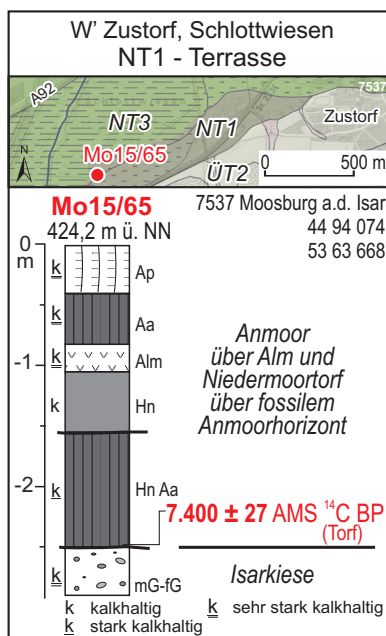 W' Zustorf, Schlottwiesen
NT1 - Terrasse
A92
7537
St 2334
NT3
NT1
Zustorf
N
Mo15/65
ÜT2
0 500 m
Mo15/65
424,2 m ü. NN
7537 Moosburg a.d. Isar
44 94 074
53 63 668
0
m
k
Ap
k
Aa
-1
k
Alm
k
Hn
Anmoor
über Alm und
Niedermoortorf
über fossilem
Anmoorhorizont
-2
k
Hn Aa
7.400 ± 27 AMS ¹⁴C BP
(Torf)
k
mG-fG
Isarkiese
k kalkhaltig
k sehr stark kalkhaltig
k stark kalkhaltig